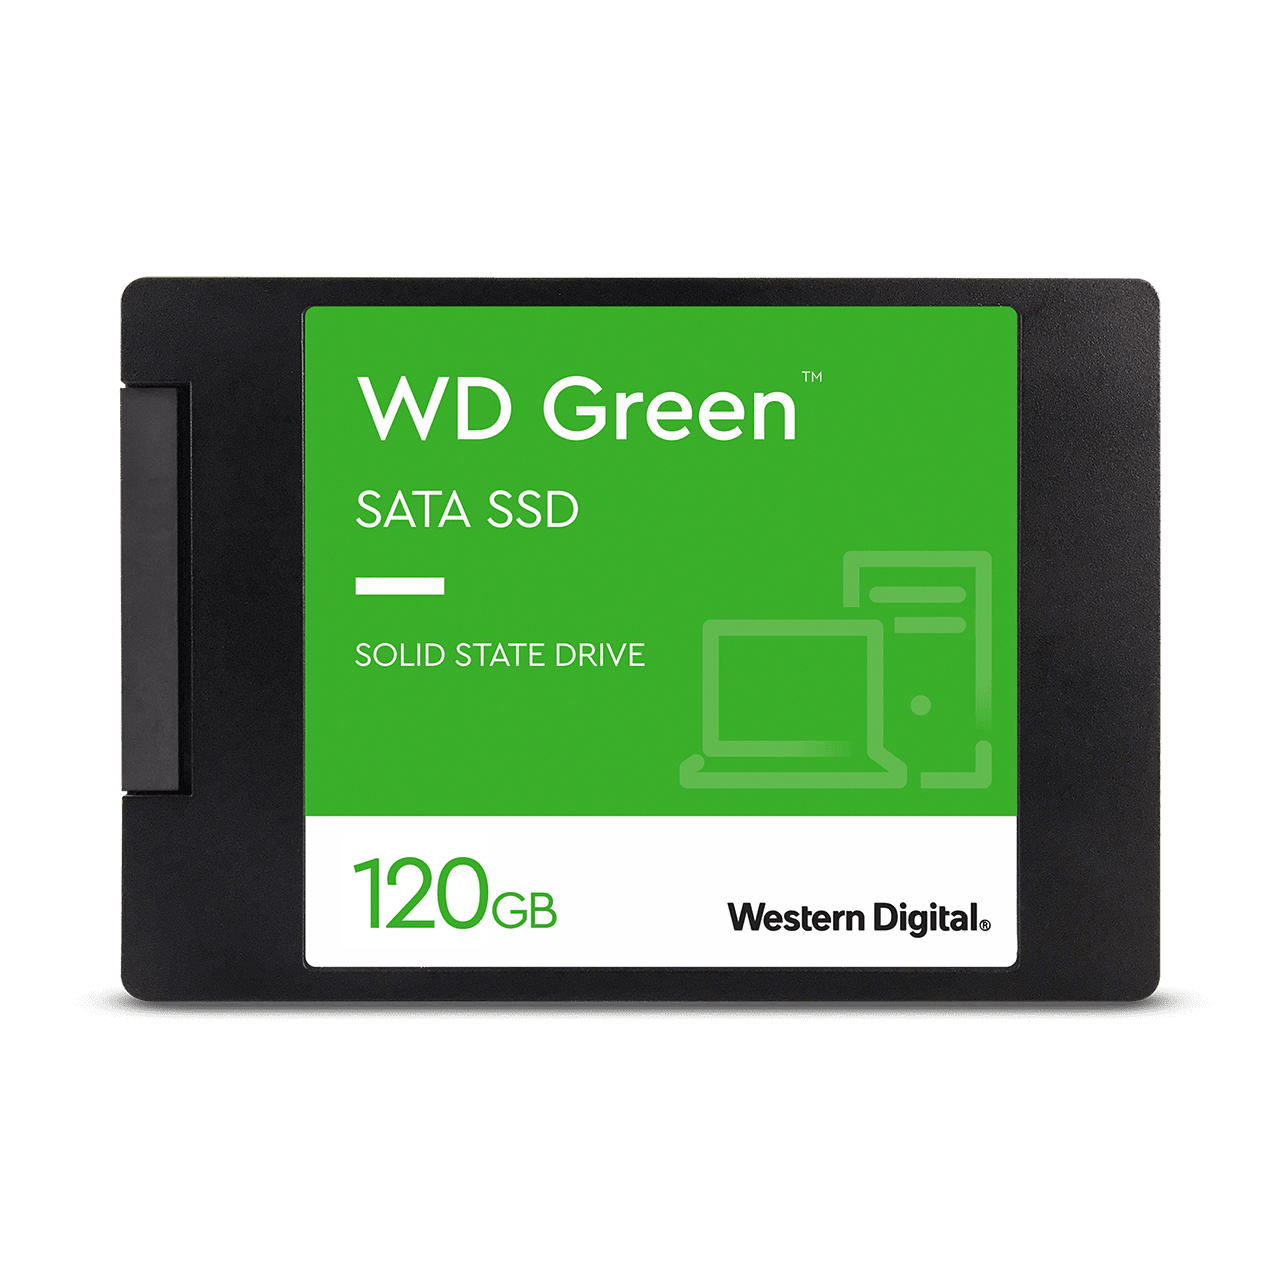 WD Green™
SATA SSD
SOLID STATE DRIVE
120GB
Western Digital®